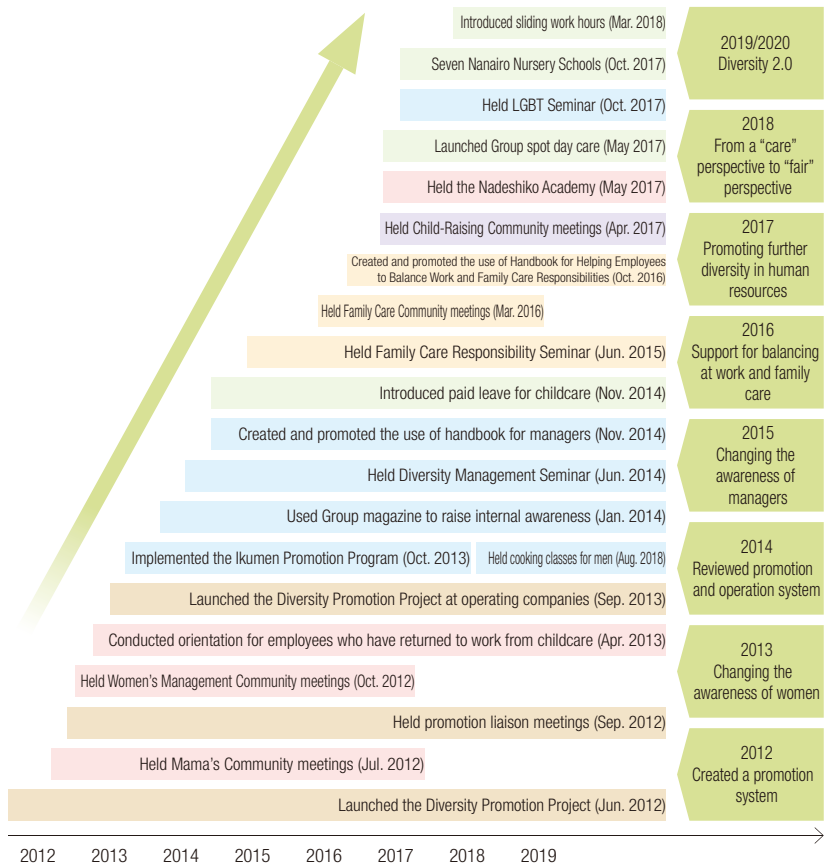 Introduced sliding work hours (Mar. 2018)
Seven Nanairo Nursery Schools (Oct. 2017)
Held LGBT Seminar (Oct. 2017)
Launched Group spot day care (May 2017)
Held the Nadeshiko Academy (May 2017)
Held Child-Raising Community meetings (Apr. 2017)
Created and promoted the use of Handbook for Helping Employees
to Balance Work and Family Care Responsibilities (Oct. 2016)
Held Family Care Community meetings (Mar. 2016)
Held Family Care Responsibility Seminar (Jun. 2015)
Introduced paid leave for childcare (Nov. 2014)
Created and promoted the use of handbook for managers (Nov. 2014)
Held Diversity Management Seminar (Jun. 2014)
Used Group magazine to raise internal awareness (Jan. 2014)
Implemented the Ikumen Promotion Program (Oct. 2013)
Held cooking classes for men (Aug. 2018)
Launched the Diversity Promotion Project at operating companies (Sep. 2013)
Conducted orientation for employees who have returned to work from childcare (Apr. 2013)
Held Women's Management Community meetings (Oct. 2012)
Held promotion liaison meetings (Sep. 2012)
Held Mama's Community meetings (Jul. 2012)
Launched the Diversity Promotion Project (Jun. 2012)
2019/2020
Diversity 2.0
2018
From a “care”
perspective to “fair”
perspective
2017
Promoting further
diversity in human
resources
2016
Support for balancing
at work and family
care
2015
Changing the
awareness of
managers
2014
Reviewed promotion
and operation system
2013
Changing the
awareness of women
2012
Created a promotion
system
2012 2013 2014 2015 2016 2017 2018 2019